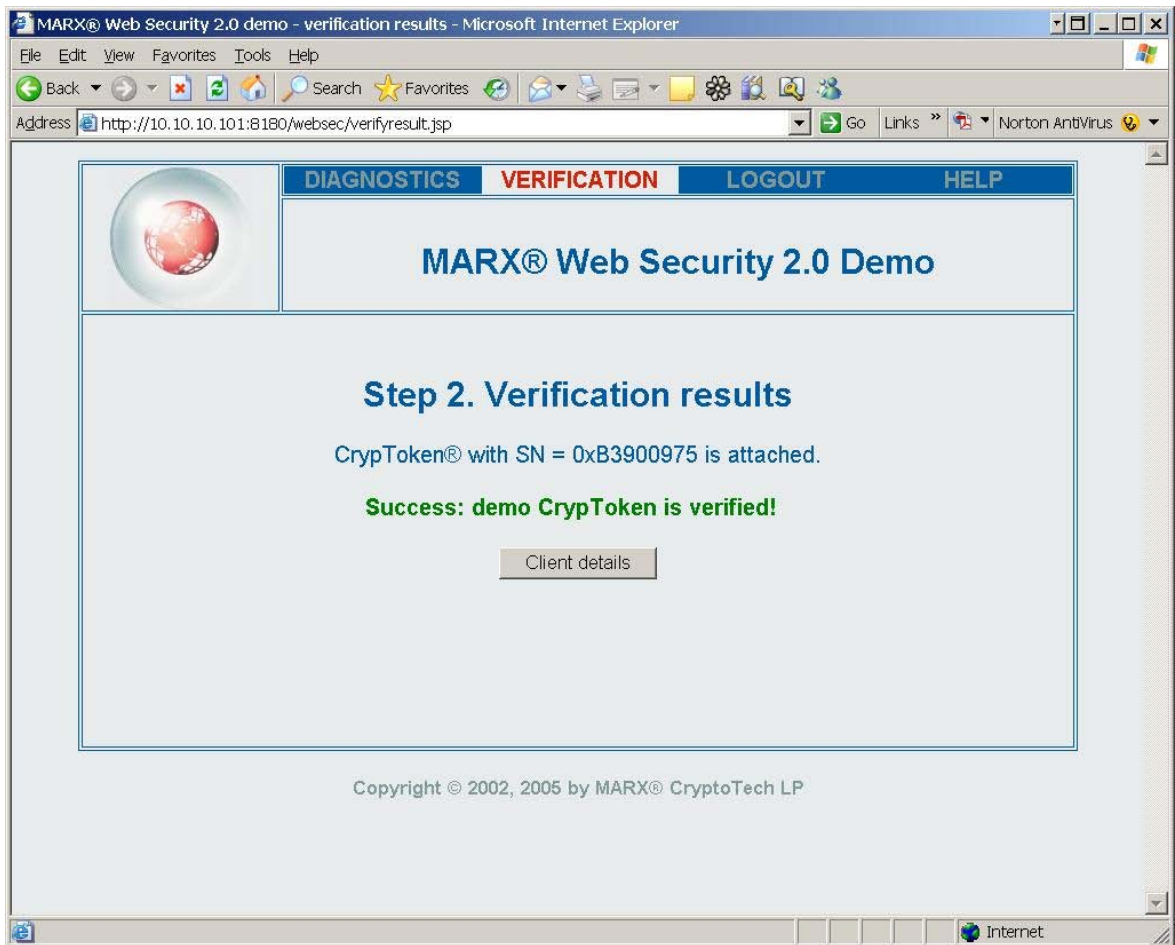 MARX® Web Security 2.0 demo - verification results - Microsoft Internet Explorer
File Edit View Favorites Tools Help
Back Search Favorites
Address http://10.10.10.101:8180/websec/verifyresult.jsp Go Links » Norton AntiVirus
DIAGNOSTICS VERIFICATION LOGOUT HELP
MARX® Web Security 2.0 Demo
Step 2. Verification results
CrypToken® with SN = 0xB3900975 is attached.
Success: demo CrypToken is verified!
Client details
Copyright © 2002, 2005 by MARX® CryptoTech LP
Internet